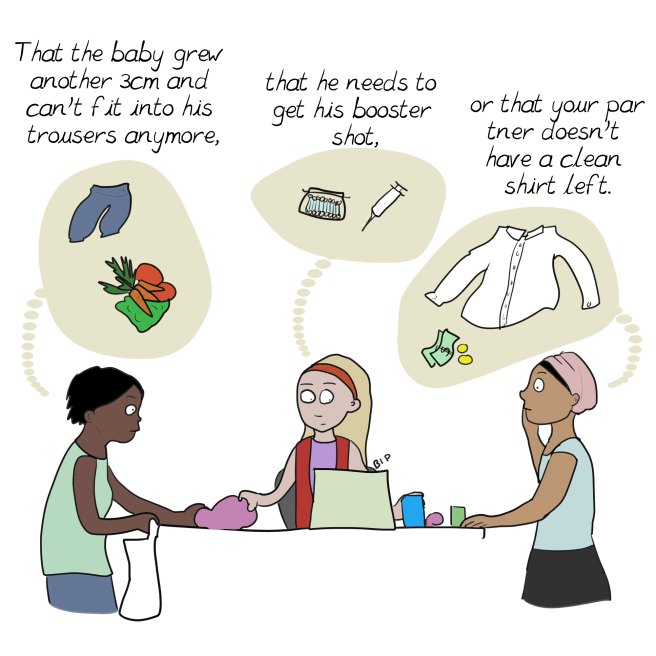 That the baby grew
another 3cm and
can't fit into his
trousers anymore,
that he needs to
get his booster
shot,
or that your par
tner doesn't
have a clean
shirt left.
BIP